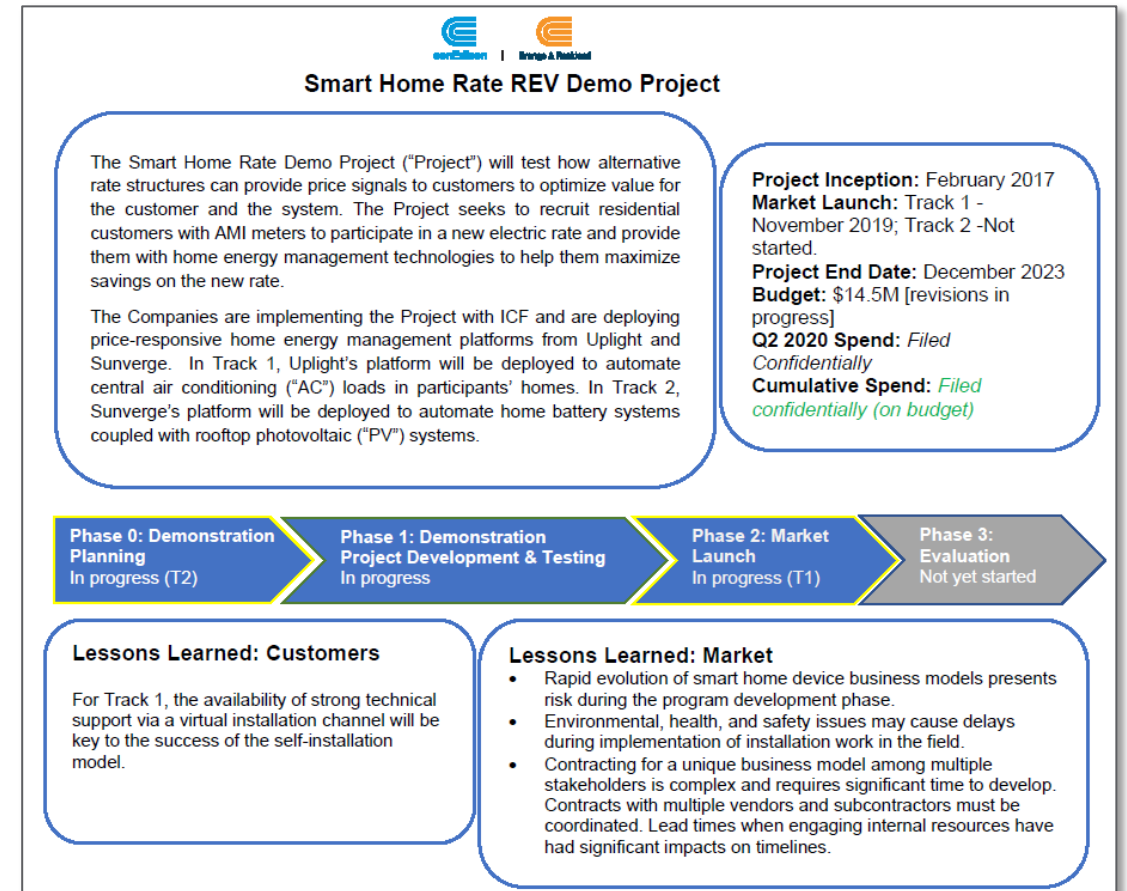 conEdison | Orange & Rockland
Smart Home Rate REV Demo Project
The Smart Home Rate Demo Project (“Project”) will test how alternative
rate structures can provide price signals to customers to optimize value for
the customer and the system. The Project seeks to recruit residential
customers with AMI meters to participate in a new electric rate and provide
them with home energy management technologies to help them maximize
savings on the new rate.
The Companies are implementing the Project with ICF and are deploying
price-responsive home energy management platforms from Uplight and
Sunverge. In Track 1, Uplight’s platform will be deployed to automate
central air conditioning (“AC”) loads in participants’ homes. In Track 2,
Sunverge’s platform will be deployed to automate home battery systems
coupled with rooftop photovoltaic (“PV”) systems.
Project Inception: February 2017
Market Launch: Track 1 -
November 2019; Track 2 -Not
started.
Project End Date: December 2023
Budget: $14.5M [revisions in
progress]
Q2 2020 Spend: Filed
Confidentially
Cumulative Spend: Filed
confidentially (on budget)
Phase 0: Demonstration
Planning
In progress (T2)
Phase 1: Demonstration
Project Development & Testing
In progress
Phase 2: Market
Launch
In progress (T1)
Phase 3:
Evaluation
Not yet started
Lessons Learned: Customers
For Track 1, the availability of strong technical
support via a virtual installation channel will be
key to the success of the self-installation
model.
Lessons Learned: Market
• Rapid evolution of smart home device business models presents
risk during the program development phase.
• Environmental, health, and safety issues may cause delays
during implementation of installation work in the field.
• Contracting for a unique business model among multiple
stakeholders is complex and requires significant time to develop.
Contracts with multiple vendors and subcontractors must be
coordinated. Lead times when engaging internal resources have
had significant impacts on timelines.